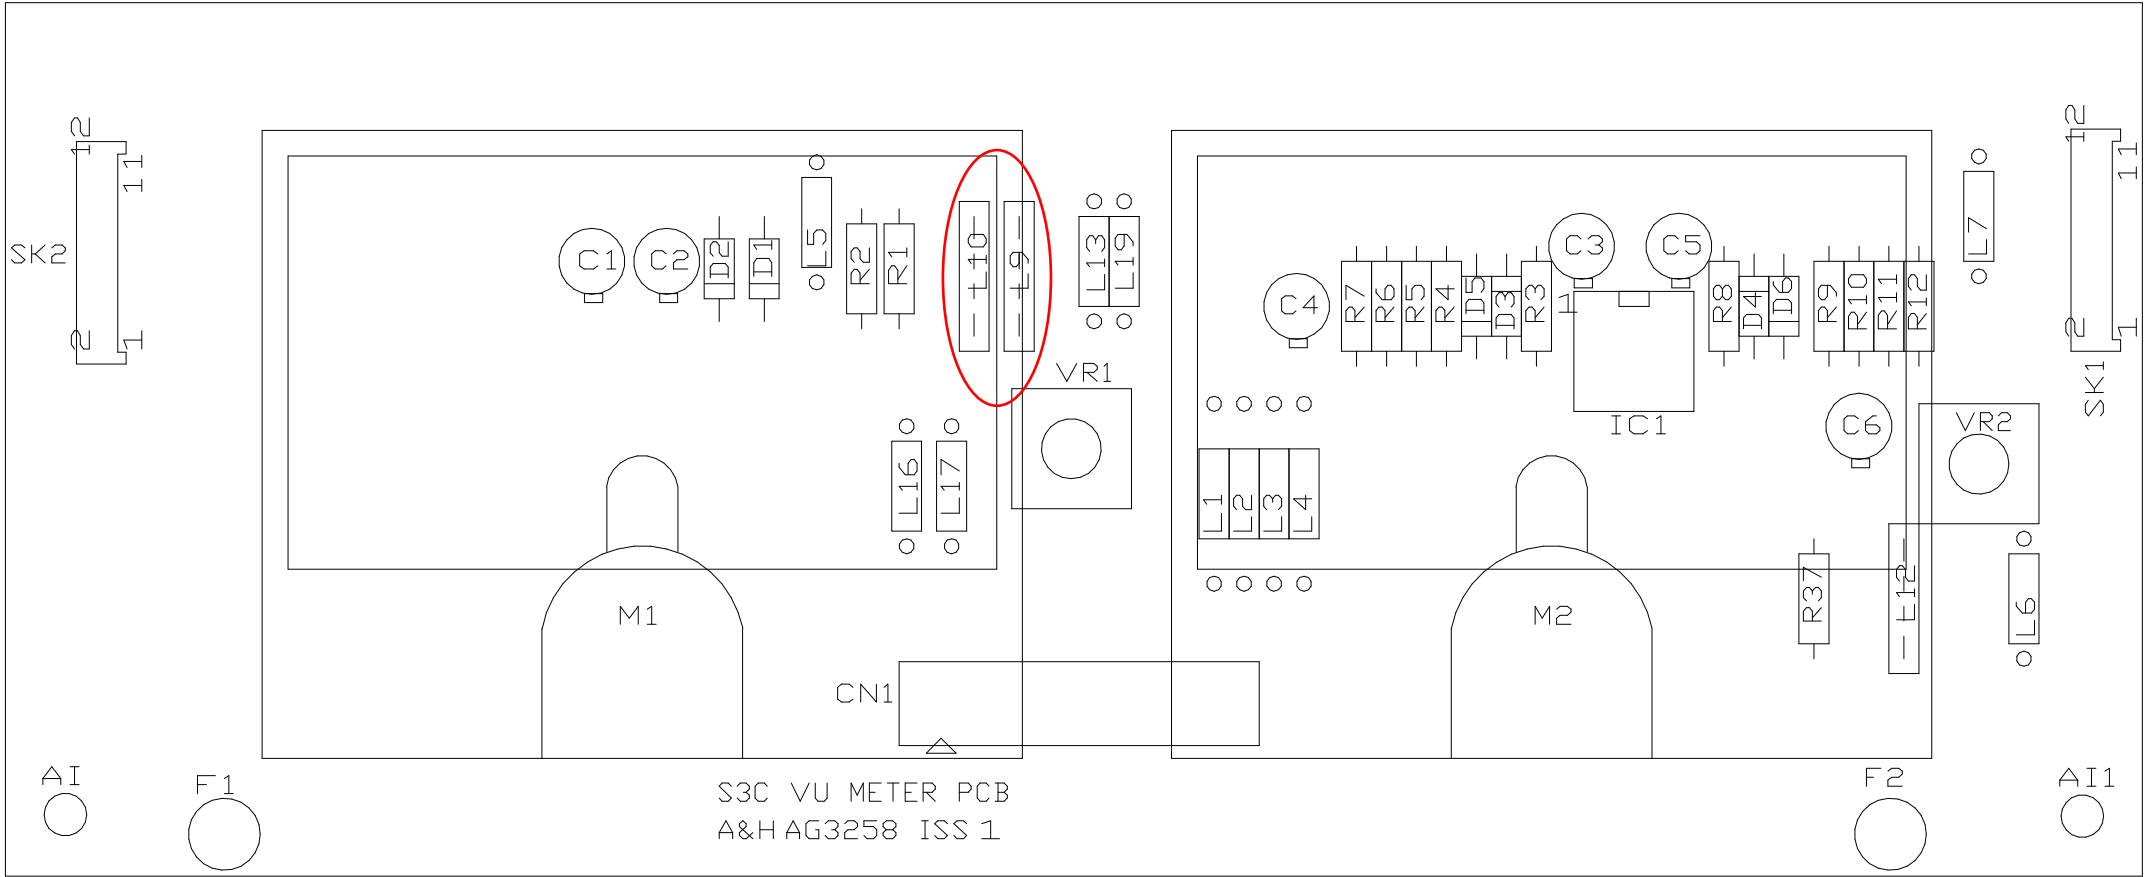 12
11
SK2
2
1
C1
C2
D2
D1
L5
R2
R1
L10
L9
L13
L19
VR1
L16
L17
M1
CN1
L1
L2
L3
L4
C4
R7
R6
R5
R4
D5
D3
R3
1
C3
C5
IC1
R8
D4
D6
R9
R10
R11
R12
C6
VR2
L7
12
11
2
1
SK1
M2
R37
L12
L6
AI
F1
S3C VU METER PCB
A&H AG3258 ISS 1
F2
AI1